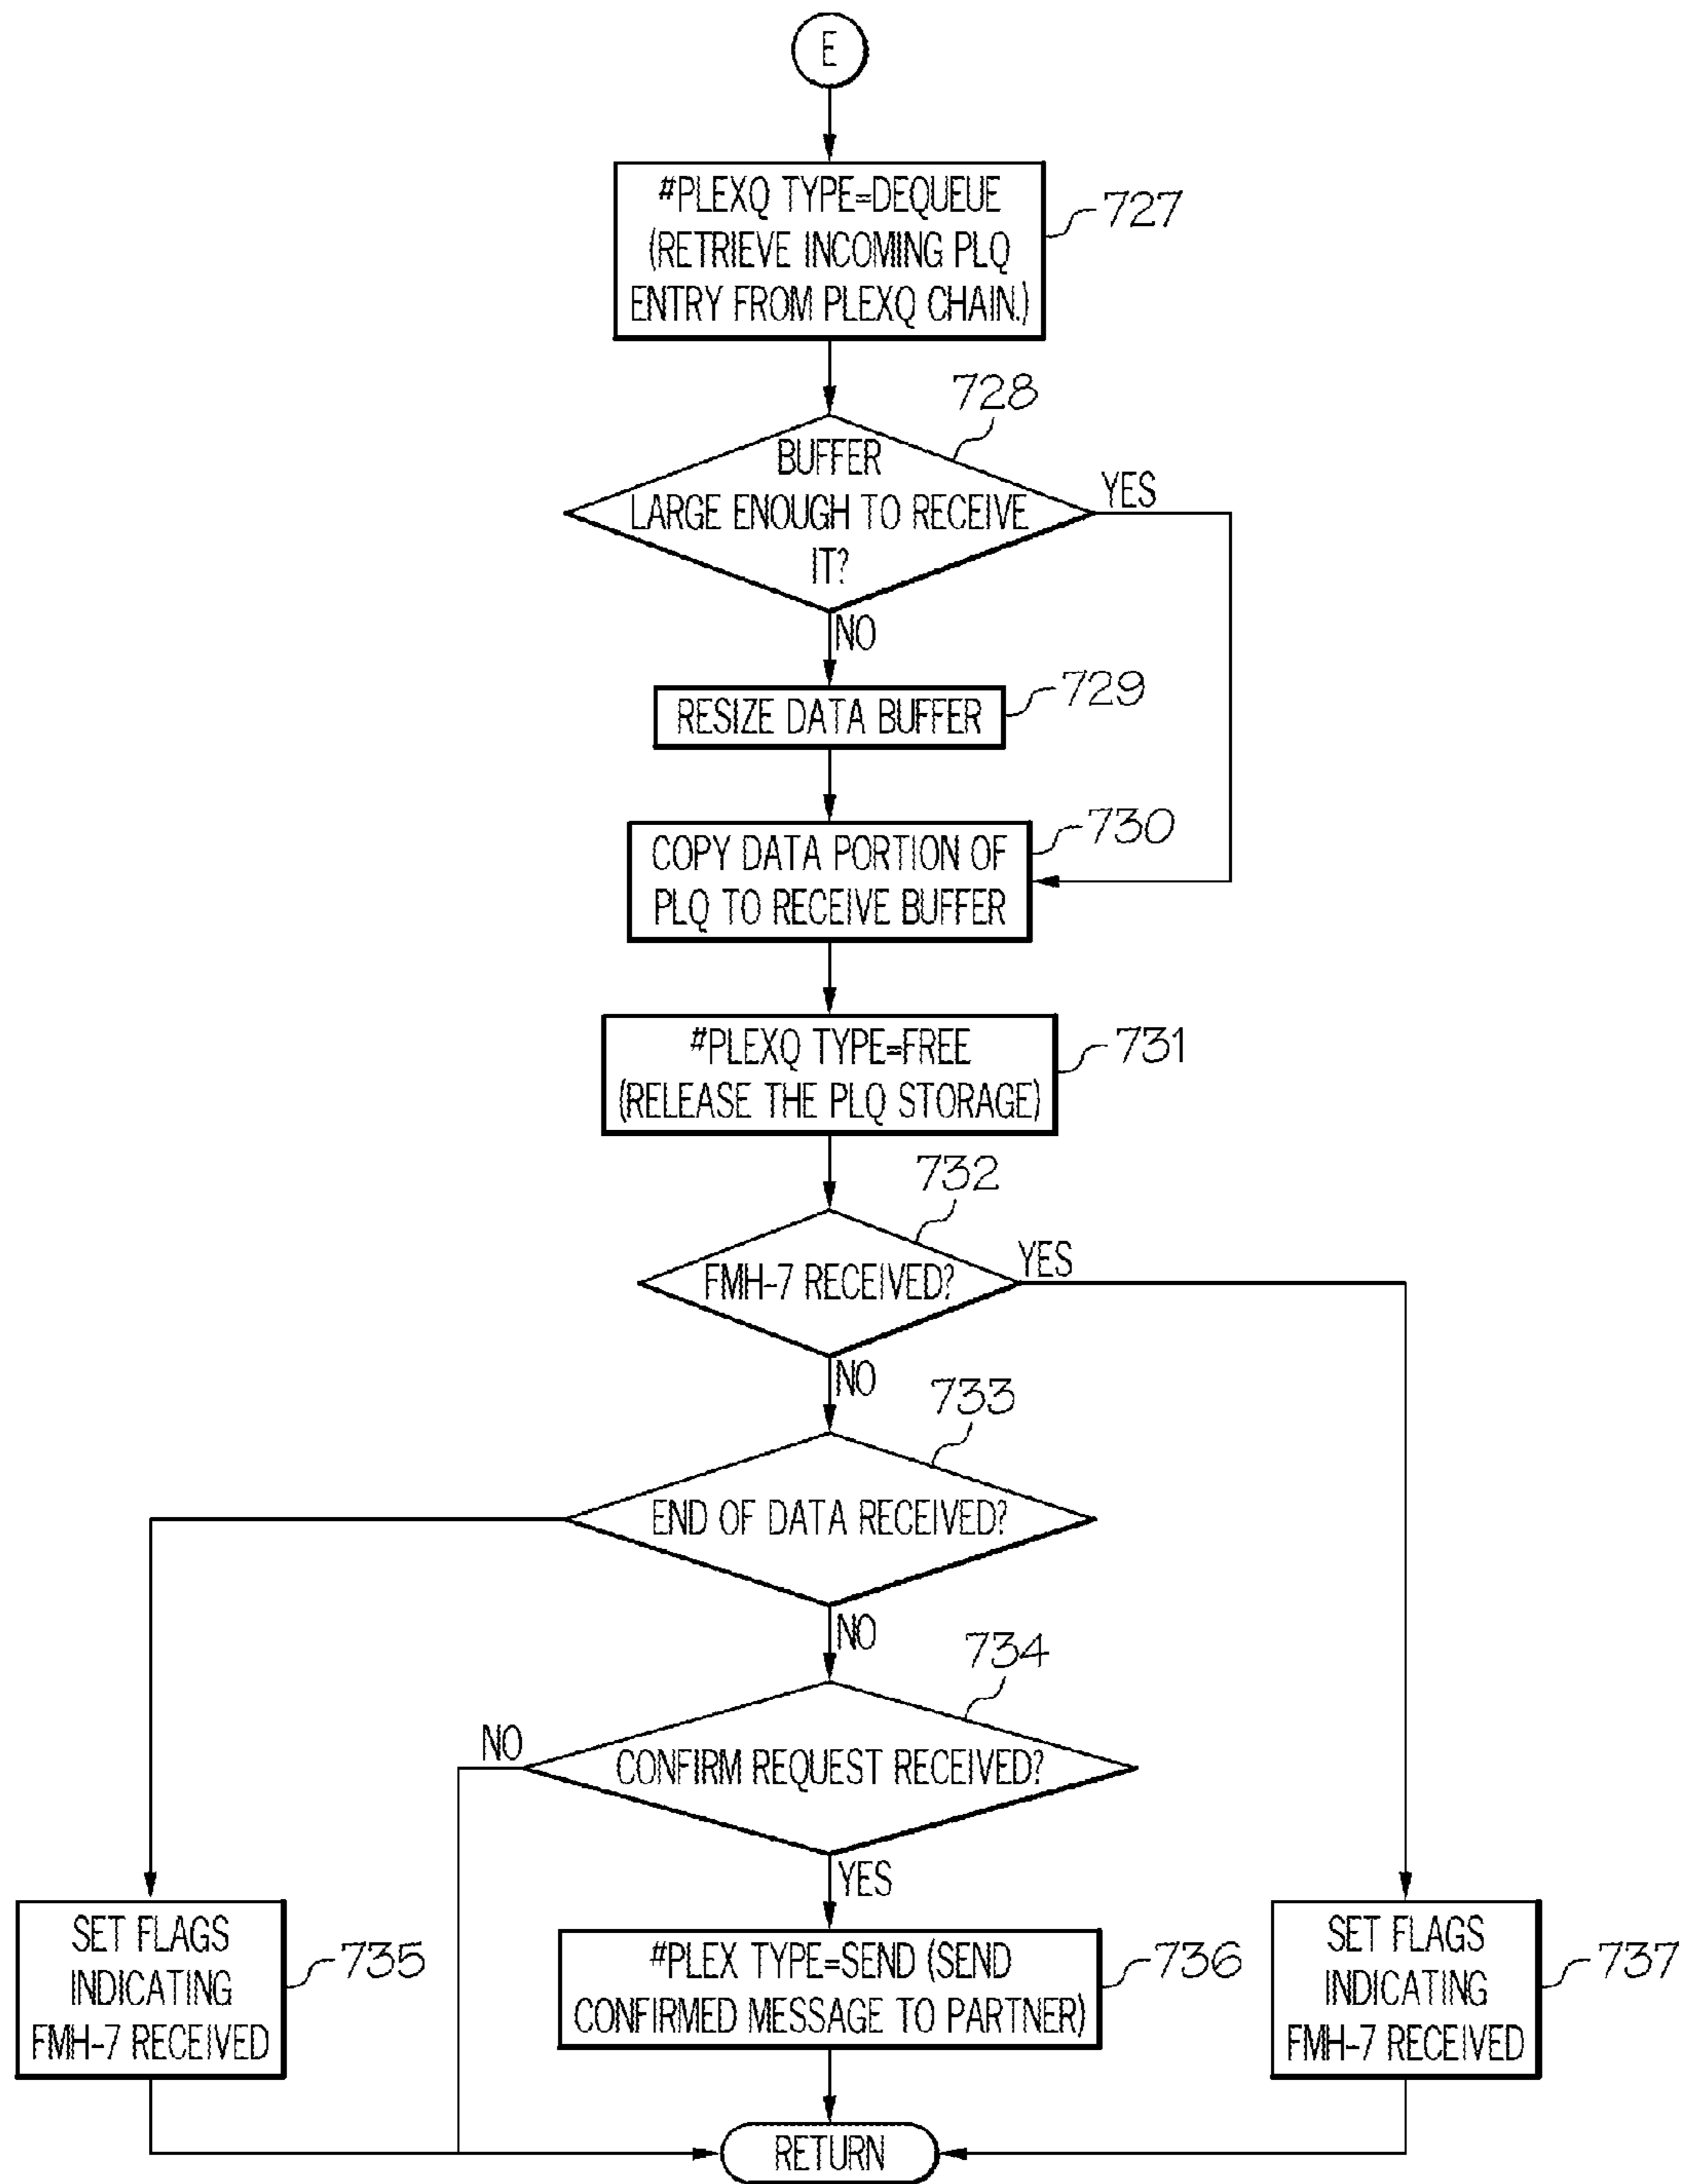 E
#PLEXQ TYPE=DEQUEUE
(RETRIEVE INCOMING PLQ
ENTRY FROM PLEXQ CHAIN.)
727
728
BUFFER
LARGE ENOUGH TO RECEIVE
IT?
YES
NO
RESIZE DATA BUFFER
729
COPY DATA PORTION OF
PLQ TO RECEIVE BUFFER
730
#PLEXQ TYPE=FREE
(RELEASE THE PLQ STORAGE)
731
732
FMH-7 RECEIVED?
YES
NO
733
END OF DATA RECEIVED?
NO
734
NO
CONFIRM REQUEST RECEIVED?
YES
SET FLAGS
INDICATING
FMH-7 RECEIVED
735
#PLEX TYPE=SEND (SEND
CONFIRMED MESSAGE TO PARTNER)
736
SET FLAGS
INDICATING
FMH-7 RECEIVED
737
RETURN